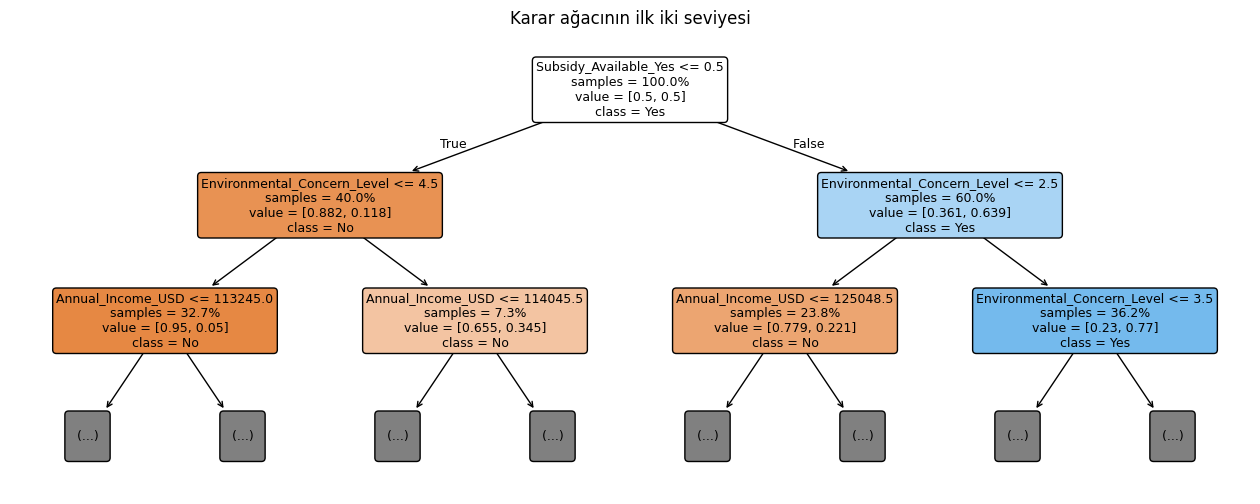 Karar ağacının ilk iki seviyesi
Subsidy_Available_Yes <= 0.5
samples = 100.0%
value = [0.5, 0.5]
class = Yes
True
False
Environmental_Concern_Level <= 4.5
samples = 40.0%
value = [0.882, 0.118]
class = No
Environmental_Concern_Level <= 2.5
samples = 60.0%
value = [0.361, 0.639]
class = Yes
Annual_Income_USD <= 113245.0
samples = 32.7%
value = [0.95, 0.05]
class = No
Annual_Income_USD <= 114045.5
samples = 7.3%
value = [0.655, 0.345]
class = No
Annual_Income_USD <= 125048.5
samples = 23.8%
value = [0.779, 0.221]
class = No
Environmental_Concern_Level <= 3.5
samples = 36.2%
value = [0.23, 0.77]
class = Yes
(...)
(...)
(...)
(...)
(...)
(...)
(...)
(...)